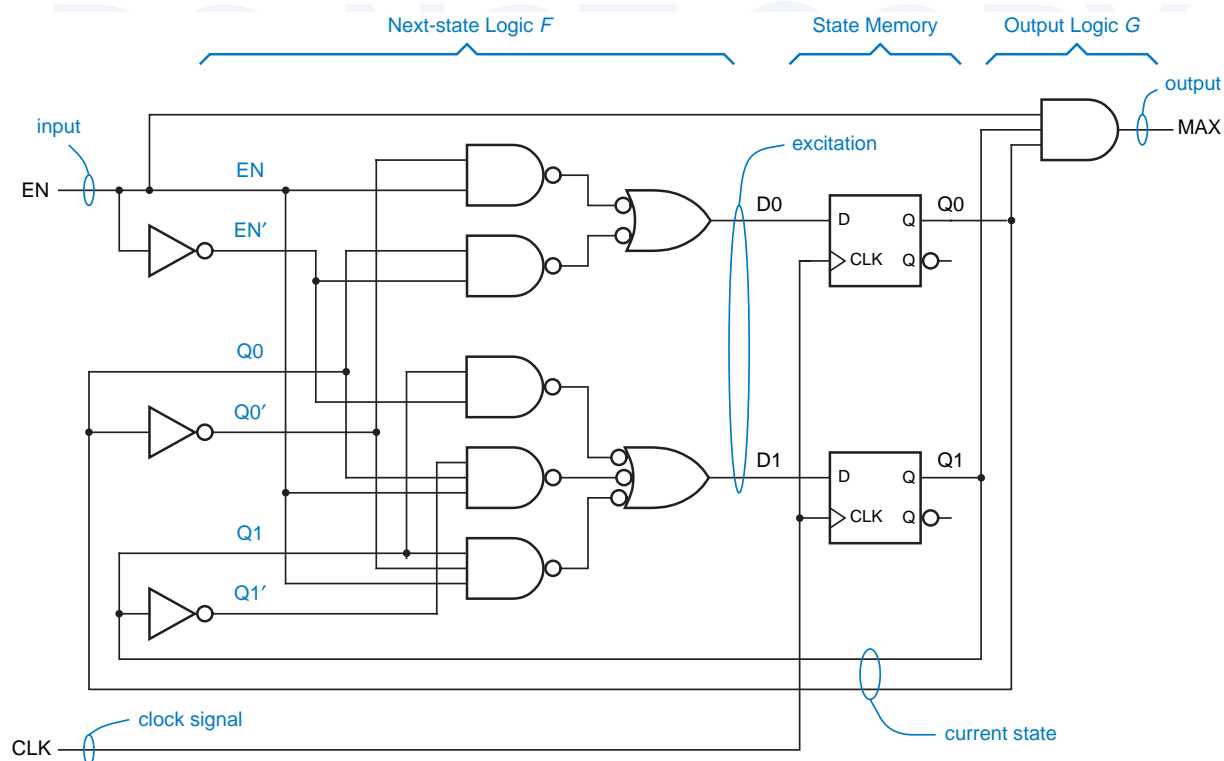 Next-state Logic F
State Memory
Output Logic G
output
MAX
input
excitation
EN
EN
D0
D
Q
Q0
EN′
CLK
Q
Q0
Q0′
D1
D
Q
Q1
CLK
Q
Q1
Q1′
clock signal
current state
CLK